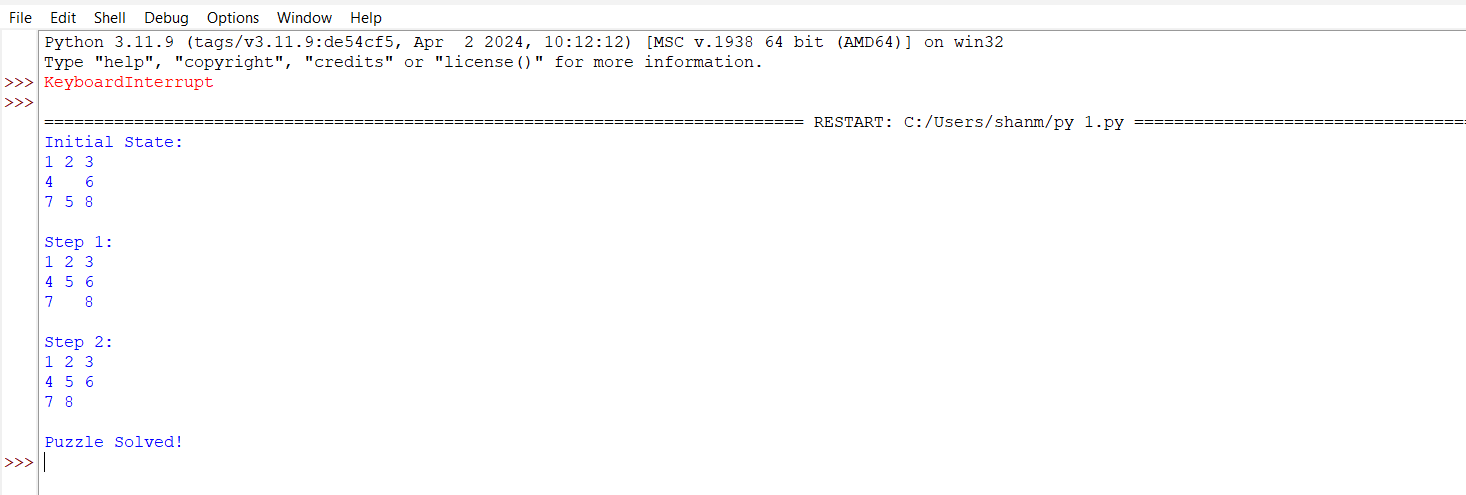 File Edit Shell Debug Options Window Help
Python 3.11.9 (tags/v3.11.9:de54cf5, Apr  2 2024, 10:12:12) [MSC v.1938 64 bit (AMD64)] on win32
Type "help", "copyright", "credits" or "license()" for more information.
>>> KeyboardInterrupt
>>>
============================================================================ RESTART: C:/Users/shanm/py 1.py ==================================
Initial State:
1 2 3
4   6
7 5 8
Step 1:
1 2 3
4 5 6
7   8
Step 2:
1 2 3
4 5 6
7 8
Puzzle Solved!
>>>